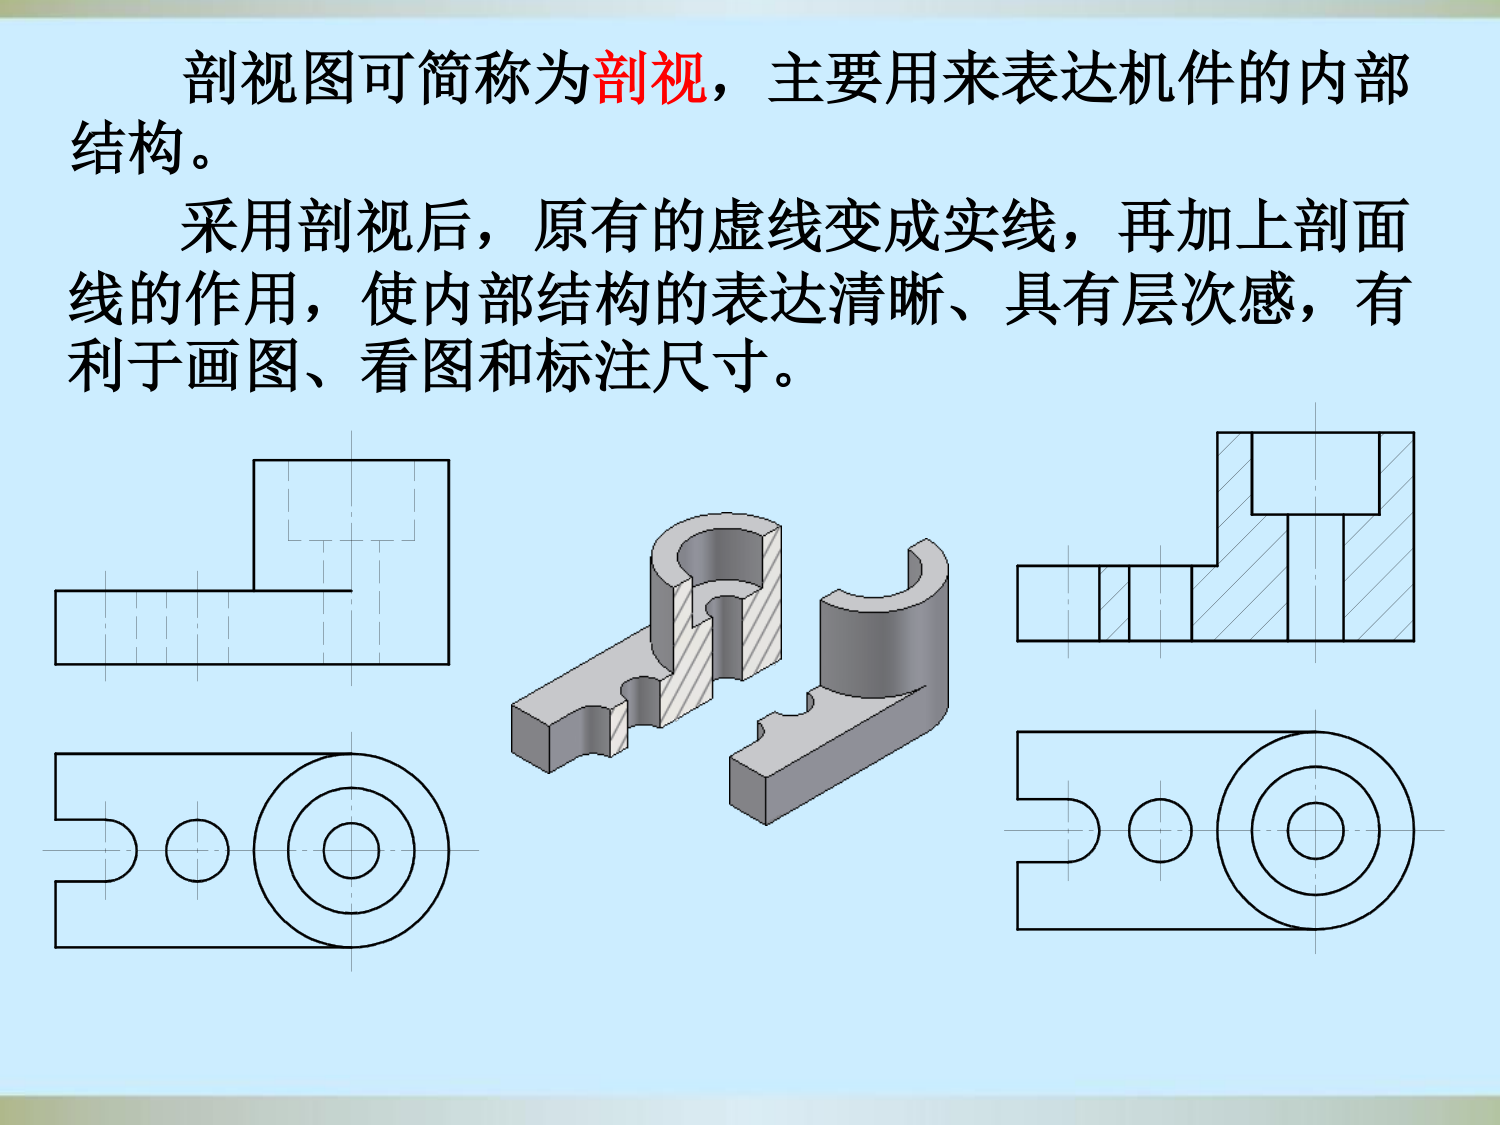 剖视图可简称为剖视，主要用来表达机件的内部
结构。
采用剖视后，原有的虚线变成实线，再加上剖面
线的作用，使内部结构的表达清晰、具有层次感，有
利于画图、看图和标注尺寸。